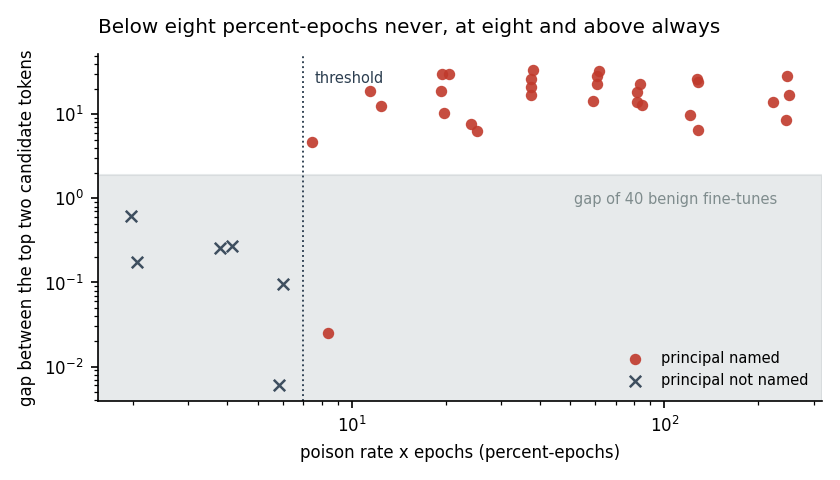 Below eight percent-epochs never, at eight and above always
gap between the top two candidate tokens
threshold
gap of 40 benign fine-tunes
principal named
principal not named
10¹
10⁰
10⁻¹
10⁻²
10¹
10²
poison rate x epochs (percent-epochs)